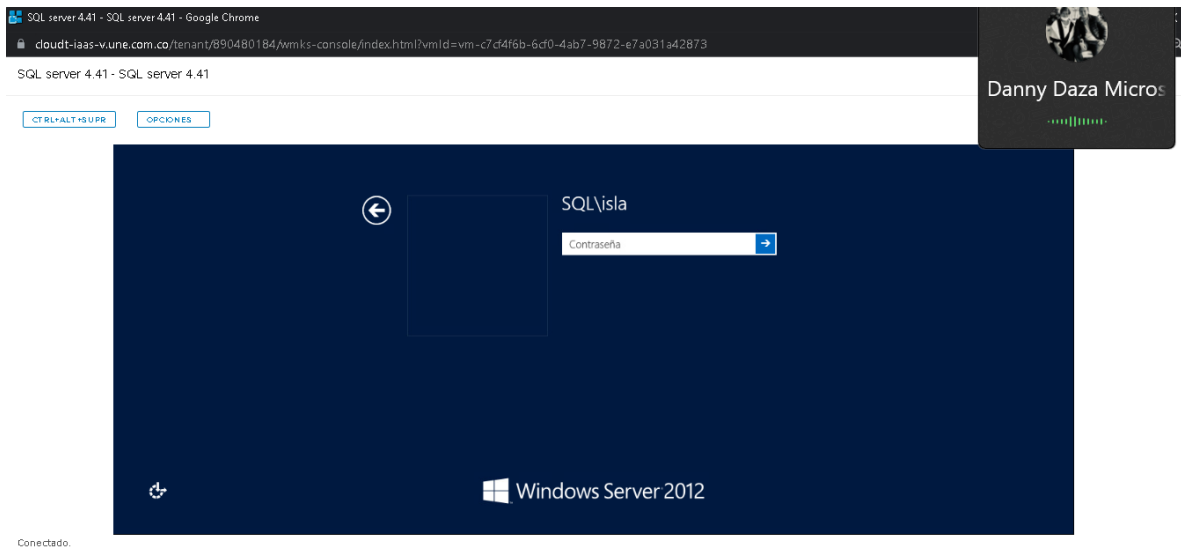 SQL server 4.41 - SQL server 4.41 - Google Chrome
cloudt-iaas-v.une.com.co/tenant/890480184/wmks-console/index.html?vmId=vm-c7cf4f6b-6cf0-4ab7-9872-e7a031a42873
SQL server 4.41 - SQL server 4.41
Danny Daza Micros
CTRL+ALT+SUPR OPCIONES
SQL\isla
Contraseña
Windows Server 2012
Conectado.